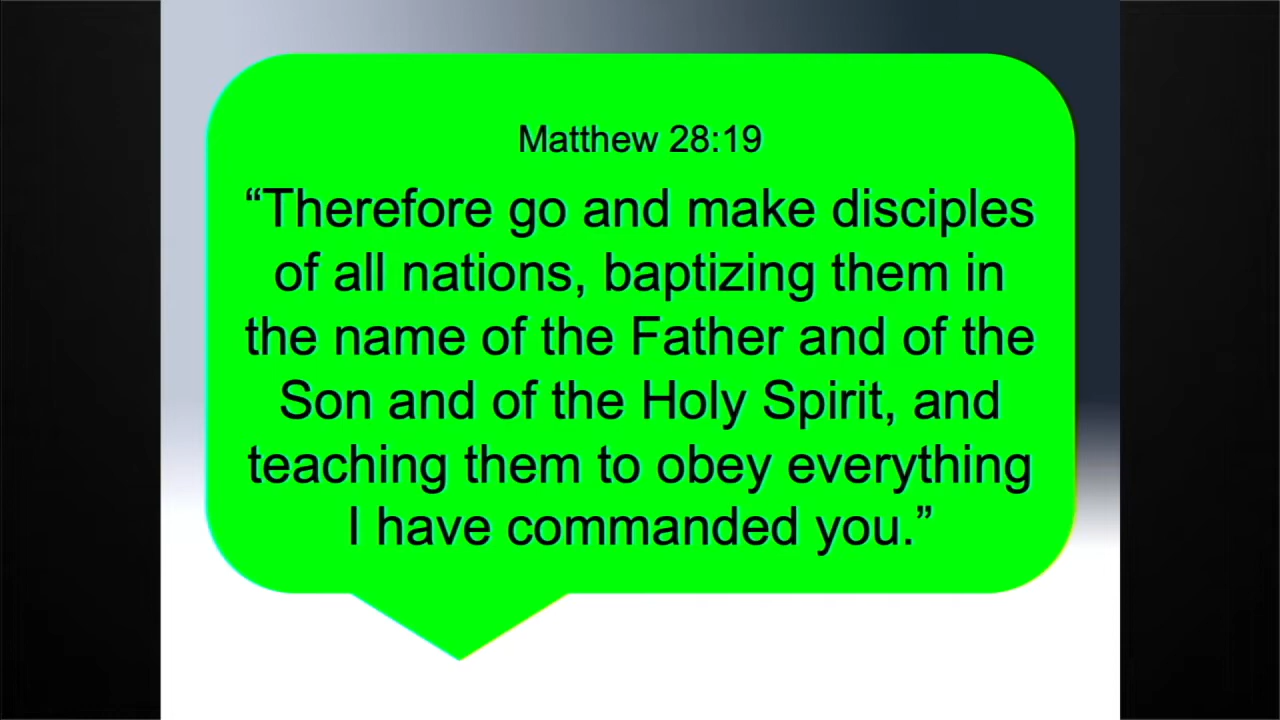 Matthew 28:19
“Therefore go and make disciples
of all nations, baptizing them in
the name of the Father and of the
Son and of the Holy Spirit, and
teaching them to obey everything
I have commanded you.”